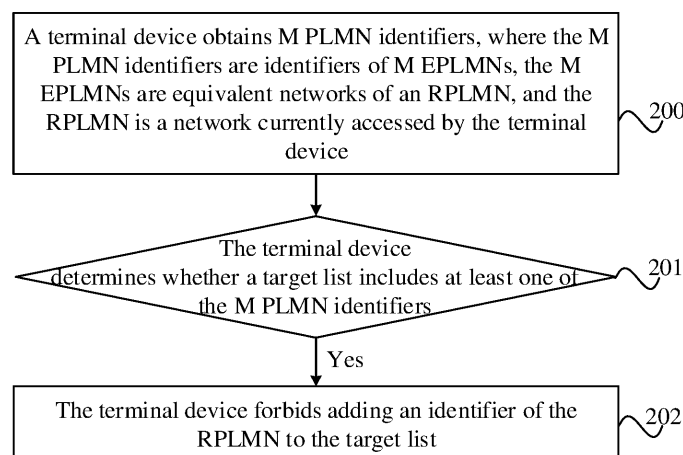 A terminal device obtains M PLMN identifiers, where the M
PLMN identifiers are identifiers of M EPLMNs, the M
EPLMNs are equivalent networks of an RPLMN, and the
RPLMN is a network currently accessed by the terminal
device
200
The terminal device
determines whether a target list includes at least one of
the M PLMN identifiers
201
Yes
The terminal device forbids adding an identifier of the
RPLMN to the target list
202